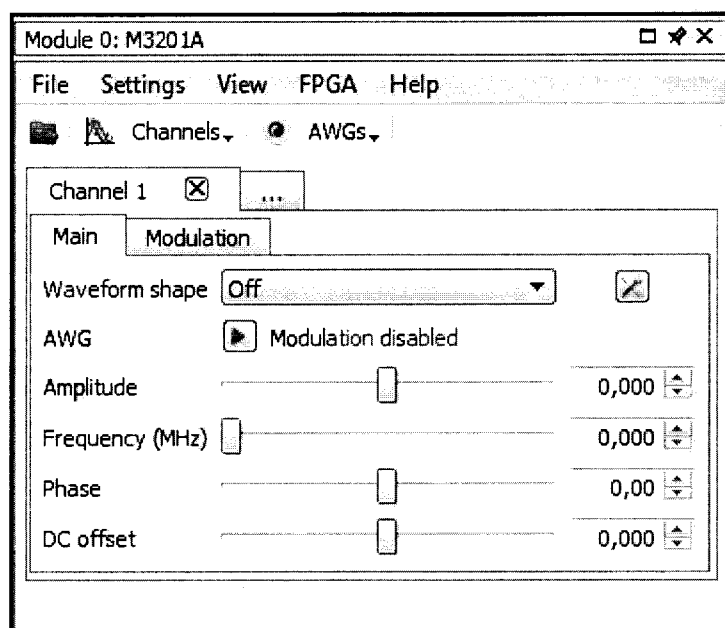 Module 0: M3201A
File Settings View FPGA Help
Channels AWGs
Channel 1 ...
Main Modulation
Waveform shape Off
AWG Modulation disabled
Amplitude 0,000
Frequency (MHz) 0,000
Phase 0,00
DC offset 0,000